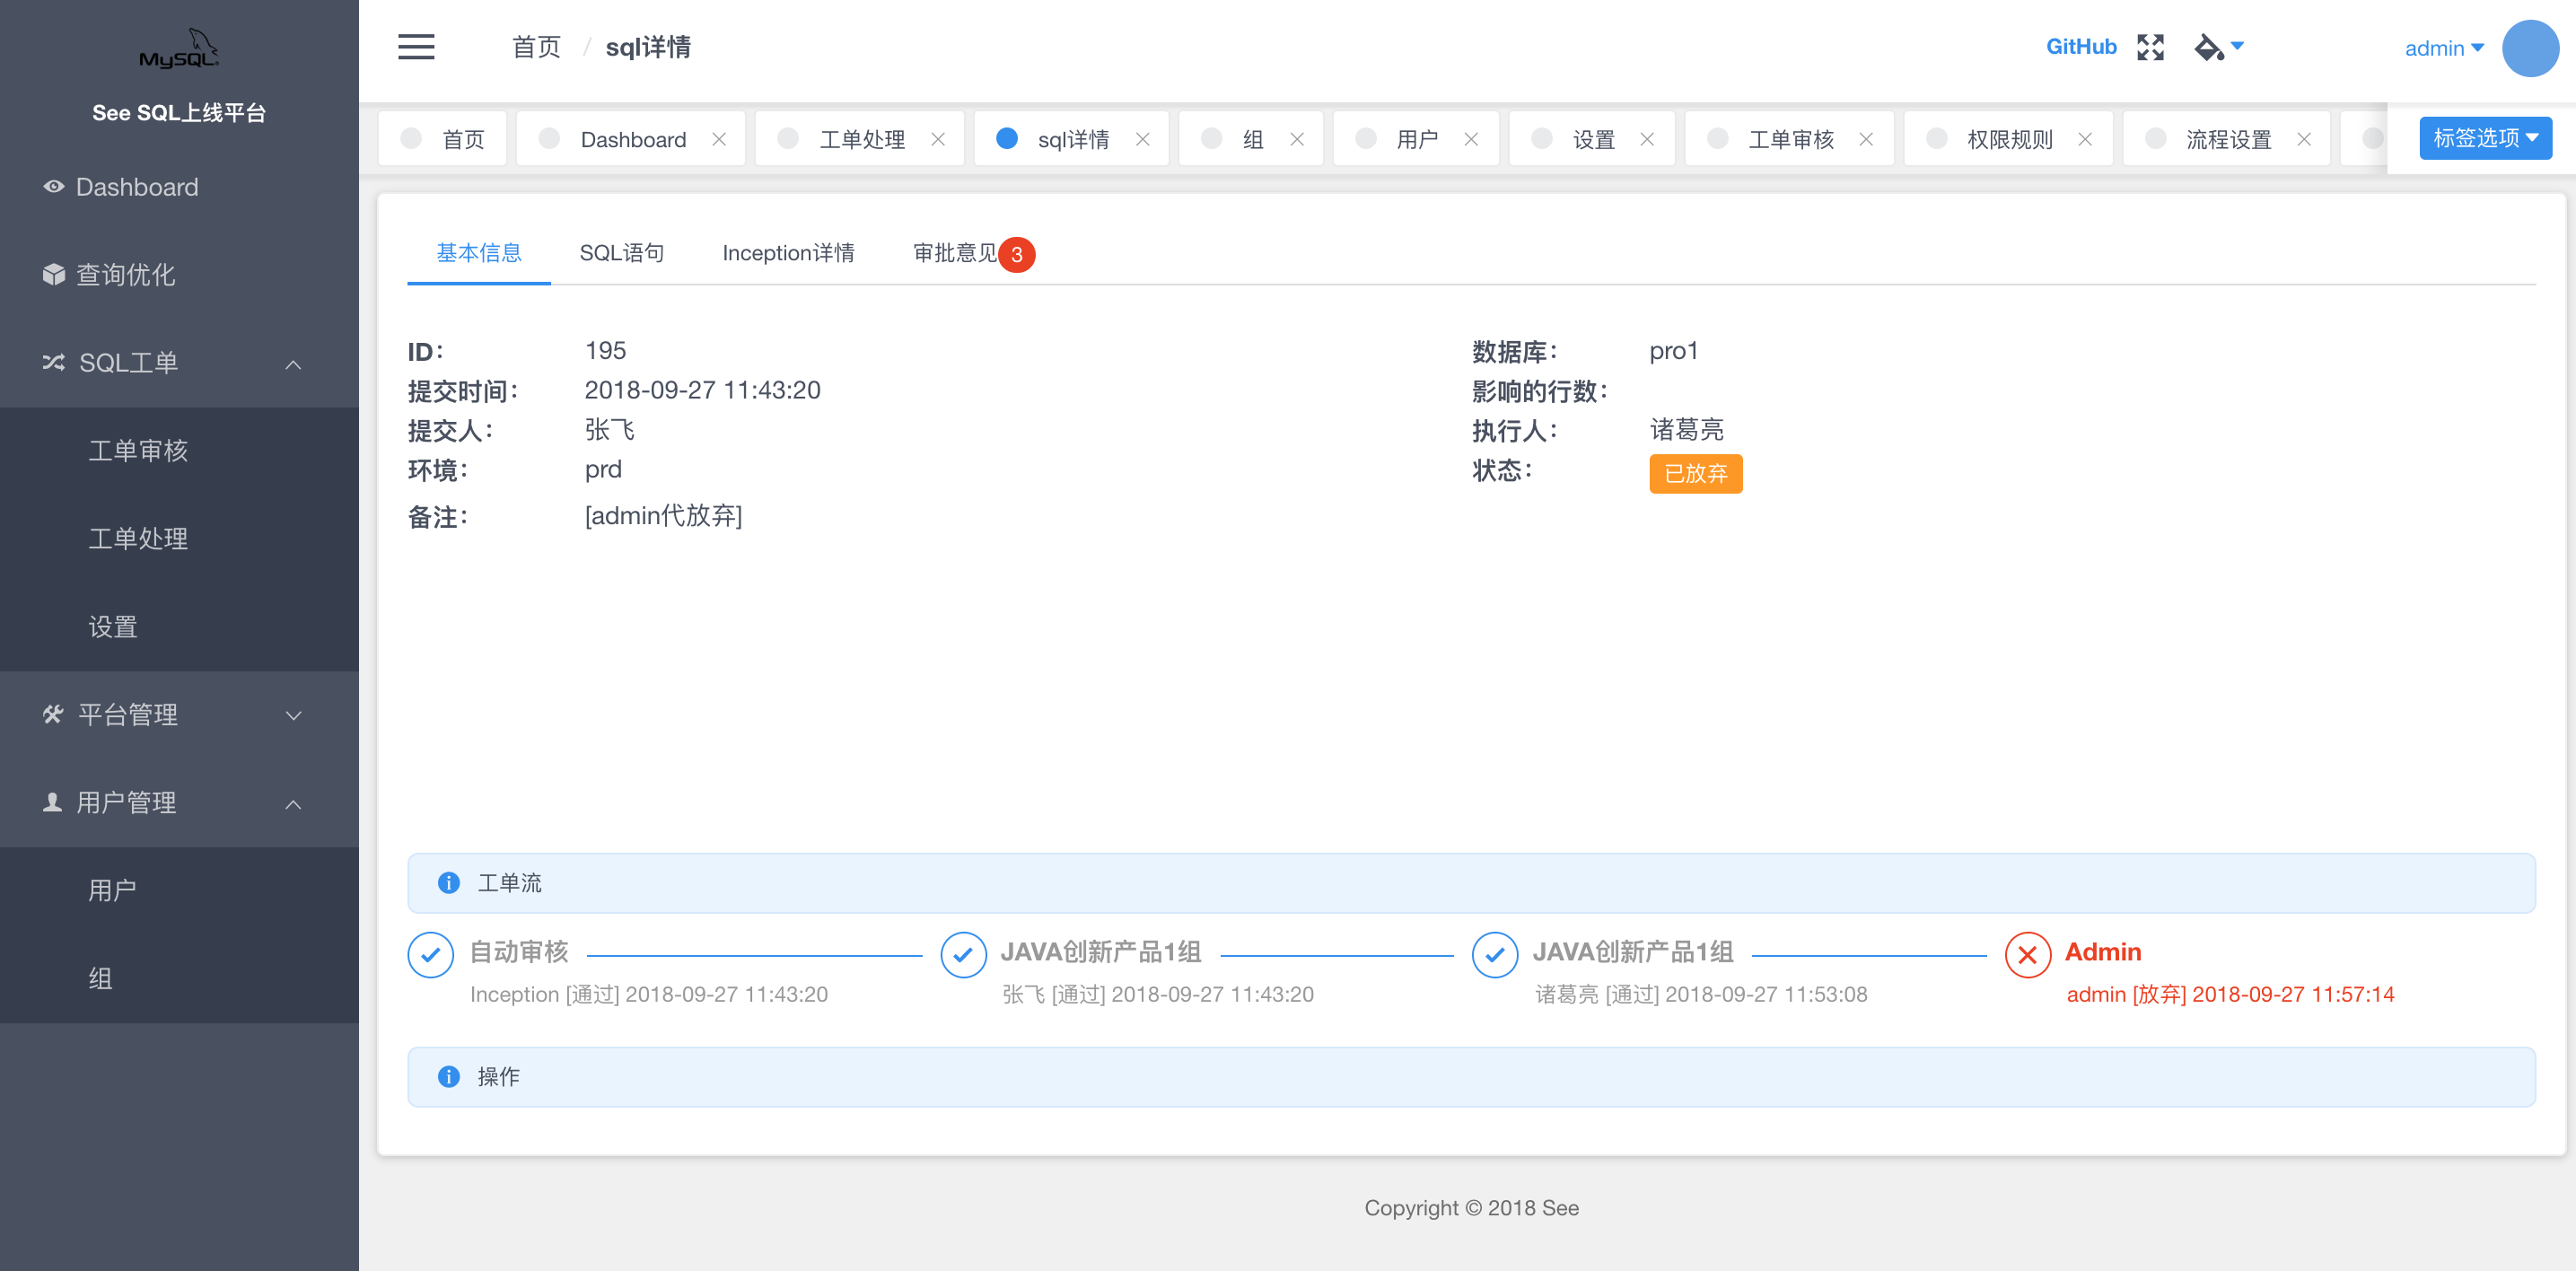 MySQL
See SQL上线平台
Dashboard
查询优化
SQL工单
工单审核
工单处理
设置
平台管理
用户管理
用户
组
首页 / sql详情
GitHub
admin
首页
Dashboard
工单处理
sql详情
组
用户
设置
工单审核
权限规则
流程设置
标签选项
基本信息
SQL语句
Inception详情
审批意见 3
ID： 195
数据库： pro1
提交时间： 2018-09-27 11:43:20
影响的行数：
提交人： 张飞
执行人： 诸葛亮
环境： prd
状态： 已放弃
备注： [admin代放弃]
工单流
自动审核
Inception [通过] 2018-09-27 11:43:20
JAVA创新产品1组
张飞 [通过] 2018-09-27 11:43:20
JAVA创新产品1组
诸葛亮 [通过] 2018-09-27 11:53:08
Admin
admin [放弃] 2018-09-27 11:57:14
操作
Copyright © 2018 See